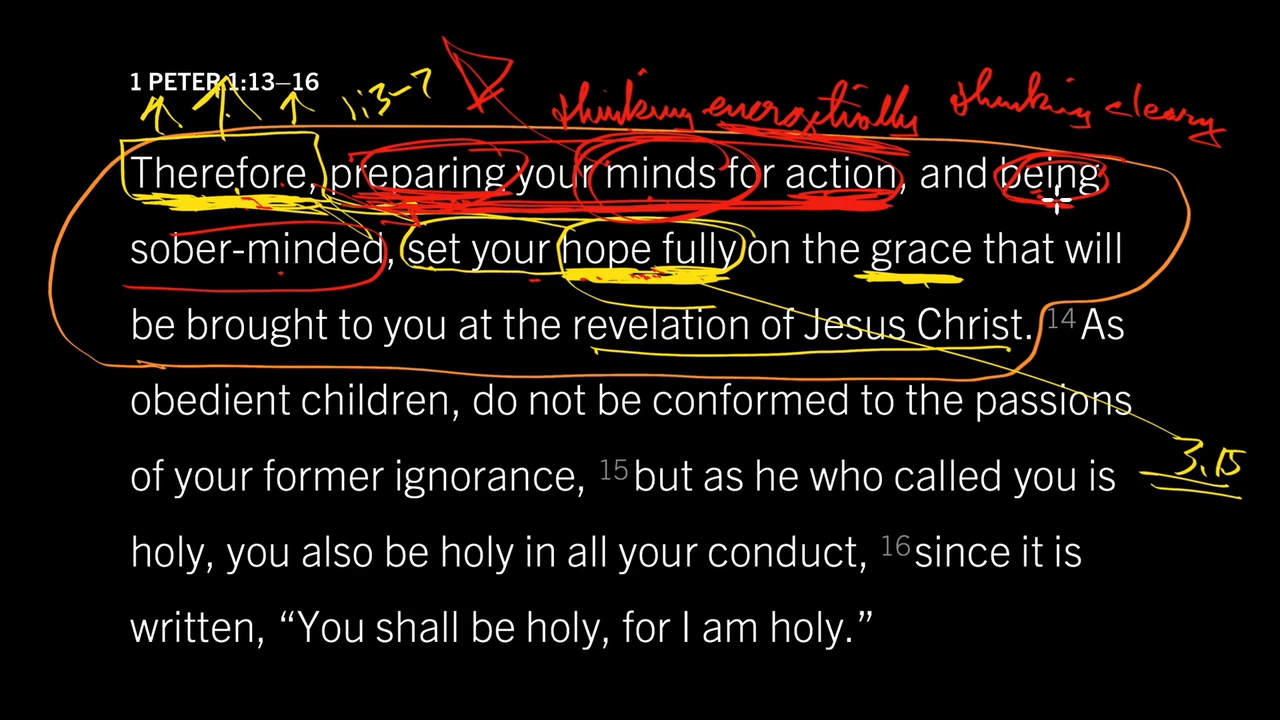 1 PETER 1:13–16
1:3-7
thinking energetically
thinking clearly
Therefore, preparing your minds for action, and being
sober-minded, set your hope fully on the grace that will
be brought to you at the revelation of Jesus Christ. 14 As
obedient children, do not be conformed to the passions
of your former ignorance, 15 but as he who called you is
3.15
holy, you also be holy in all your conduct, 16 since it is
written, “You shall be holy, for I am holy.”